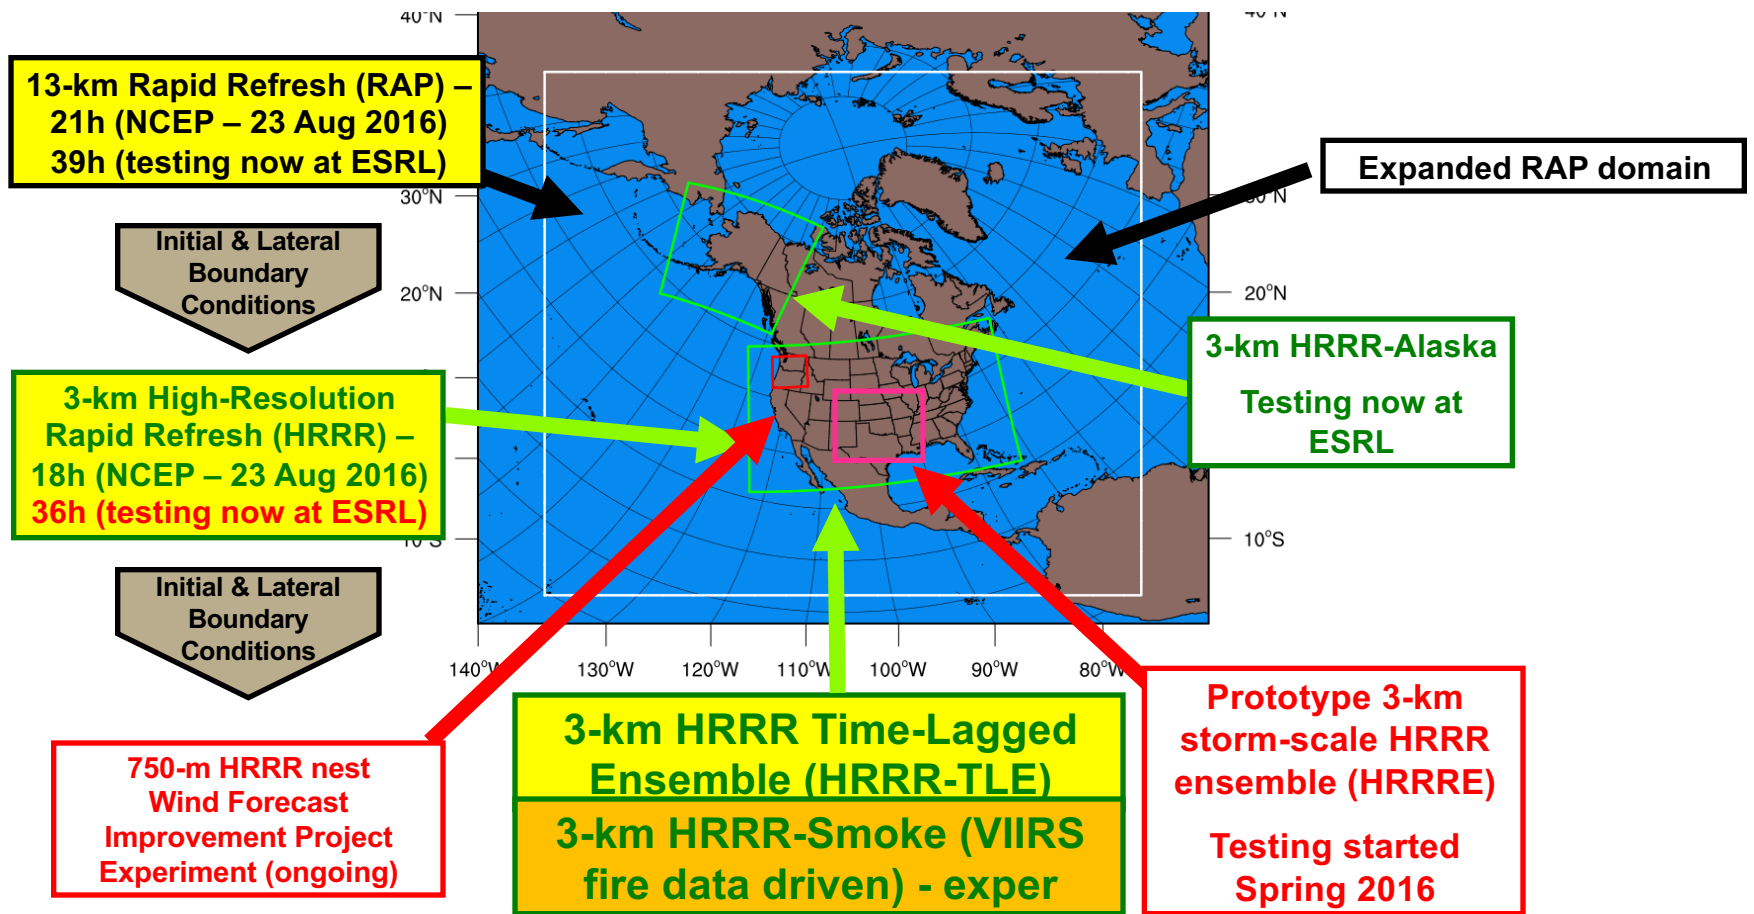 40°N
40°N
13-km Rapid Refresh (RAP) –
21h (NCEP – 23 Aug 2016)
39h (testing now at ESRL)
Expanded RAP domain
30°N
Initial & Lateral
Boundary
Conditions
20°N
20°N
3-km HRRR-Alaska
Testing now at
ESRL
3-km High-Resolution
Rapid Refresh (HRRR) –
18h (NCEP – 23 Aug 2016)
36h (testing now at ESRL)
10°S
Initial & Lateral
Boundary
Conditions
140°W 130°W 120°W 110°W 100°W 90°W 80°W
750-m HRRR nest
Wind Forecast
Improvement Project
Experiment (ongoing)
3-km HRRR Time-Lagged
Ensemble (HRRR-TLE)
3-km HRRR-Smoke (VIIRS
fire data driven) - exper
Prototype 3-km
storm-scale HRRR
ensemble (HRRRE)
Testing started
Spring 2016